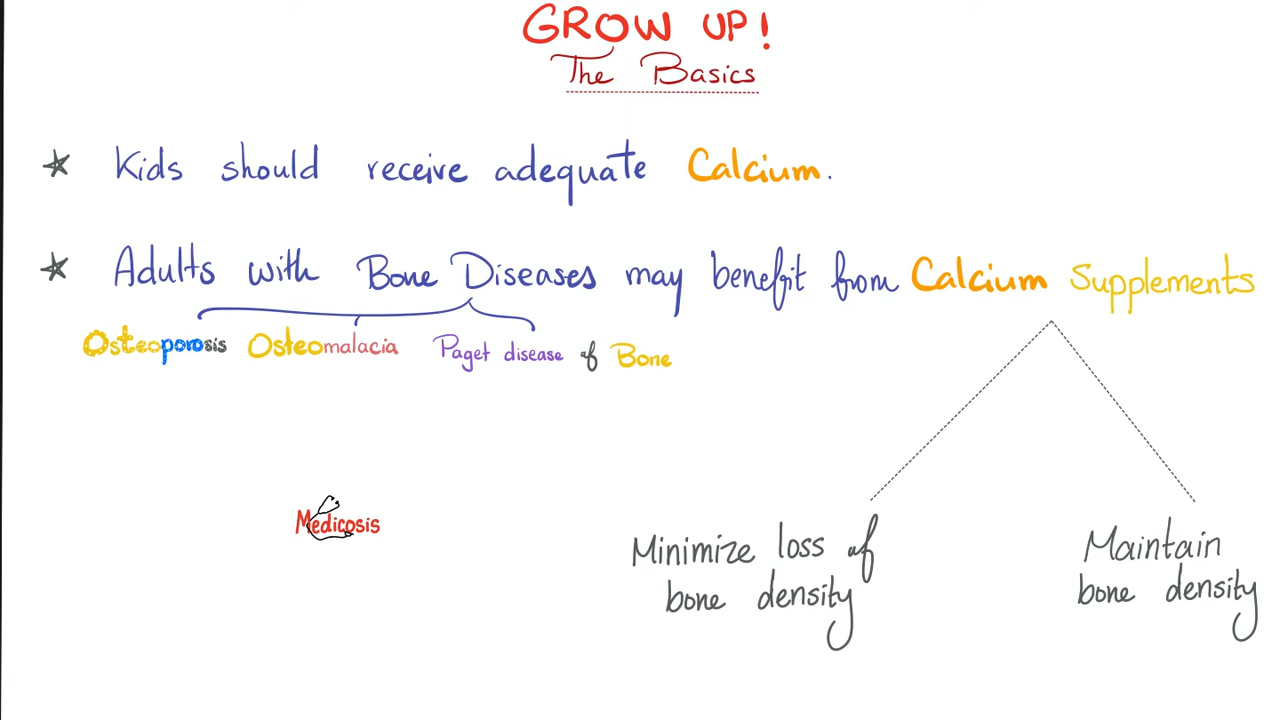 GROW UP!
The Basics
Kids should receive adequate Calcium.
Adults with Bone Diseases may benefit from Calcium Supplements
Osteoporosis Osteomalacia Paget disease of Bone
Medicosis
Minimize loss of
bone density
Maintain
bone density